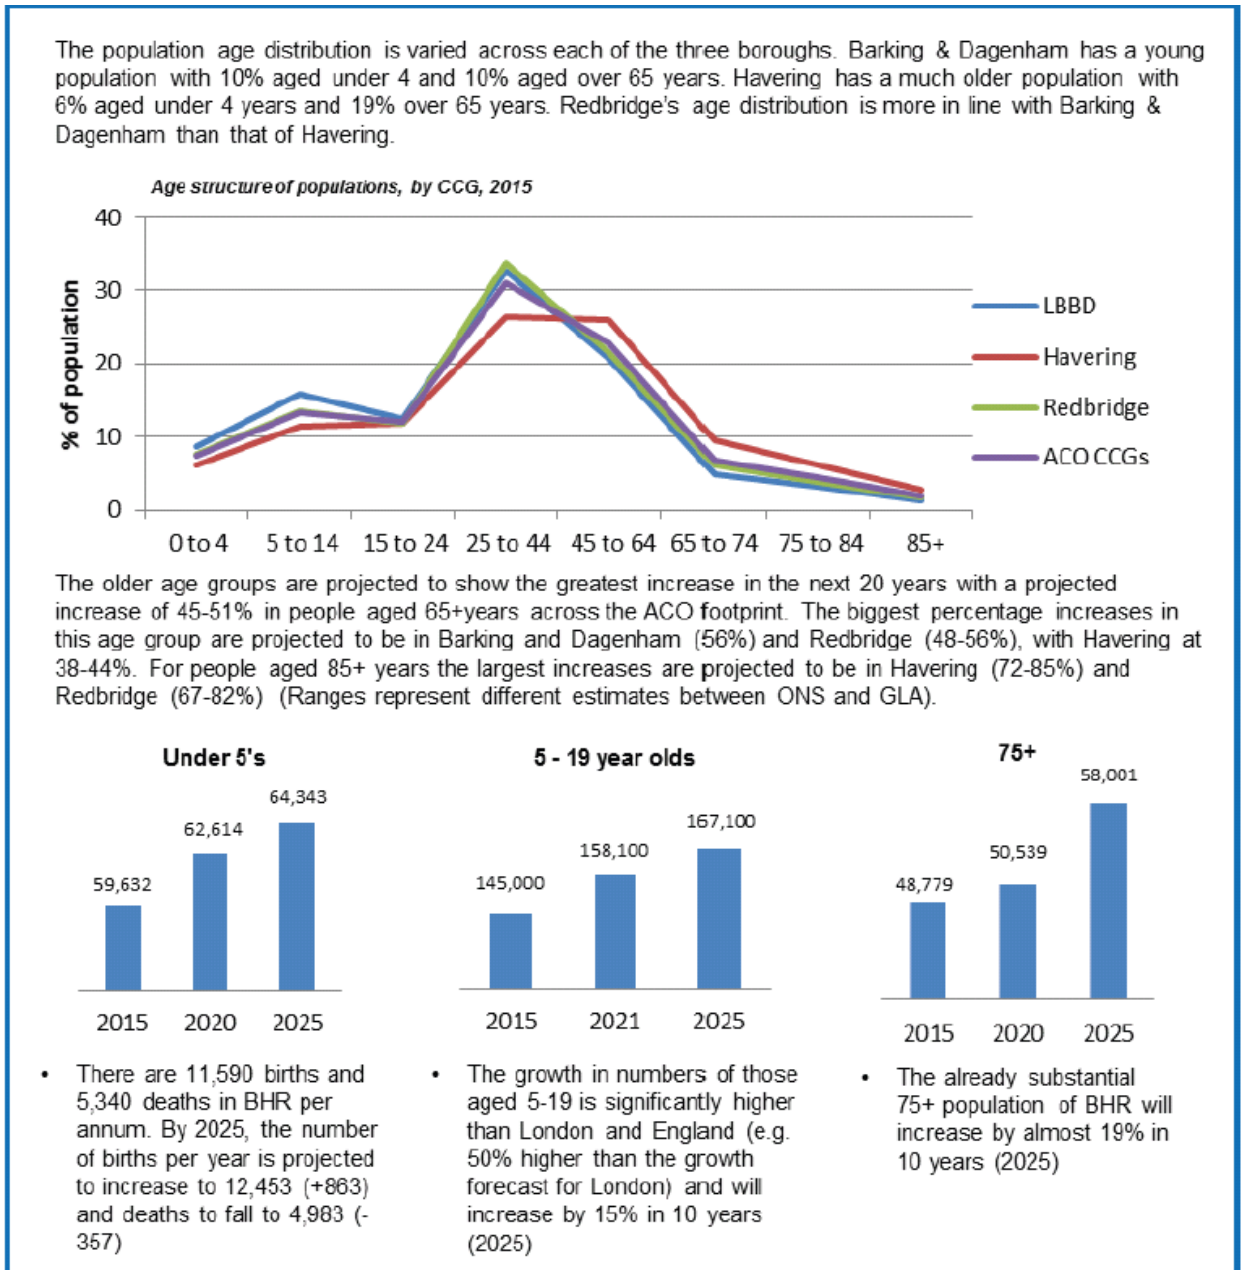 The population age distribution is varied across each of the three boroughs. Barking & Dagenham has a young
population with 10% aged under 4 and 10% aged over 65 years. Havering has a much older population with
6% aged under 4 years and 19% over 65 years. Redbridge's age distribution is more in line with Barking &
Dagenham than that of Havering.
Age structure of populations, by CCG, 2015
% of population
40
30
20
10
0
0 to 4 5 to 14 15 to 24 25 to 44 45 to 64 65 to 74 75 to 84 85+
LBBD
Havering
Redbridge
ACO CCGs
The older age groups are projected to show the greatest increase in the next 20 years with a projected
increase of 45-51% in people aged 65+years across the ACO footprint. The biggest percentage increases in
this age group are projected to be in Barking and Dagenham (56%) and Redbridge (48-56%), with Havering at
38-44%. For people aged 85+ years the largest increases are projected to be in Havering (72-85%) and
Redbridge (67-82%) (Ranges represent different estimates between ONS and GLA).
Under 5's
59,632
62,614
64,343
2015 2020 2025
• There are 11,590 births and
5,340 deaths in BHR per
annum. By 2025, the number
of births per year is projected
to increase to 12,453 (+863)
and deaths to fall to 4,983 (-
357)
5 - 19 year olds
145,000
158,100
167,100
2015 2021 2025
• The growth in numbers of those
aged 5-19 is significantly higher
than London and England (e.g.
50% higher than the growth
forecast for London) and will
increase by 15% in 10 years
(2025)
75+
48,779
50,539
58,001
2015 2020 2025
• The already substantial
75+ population of BHR will
increase by almost 19% in
10 years (2025)